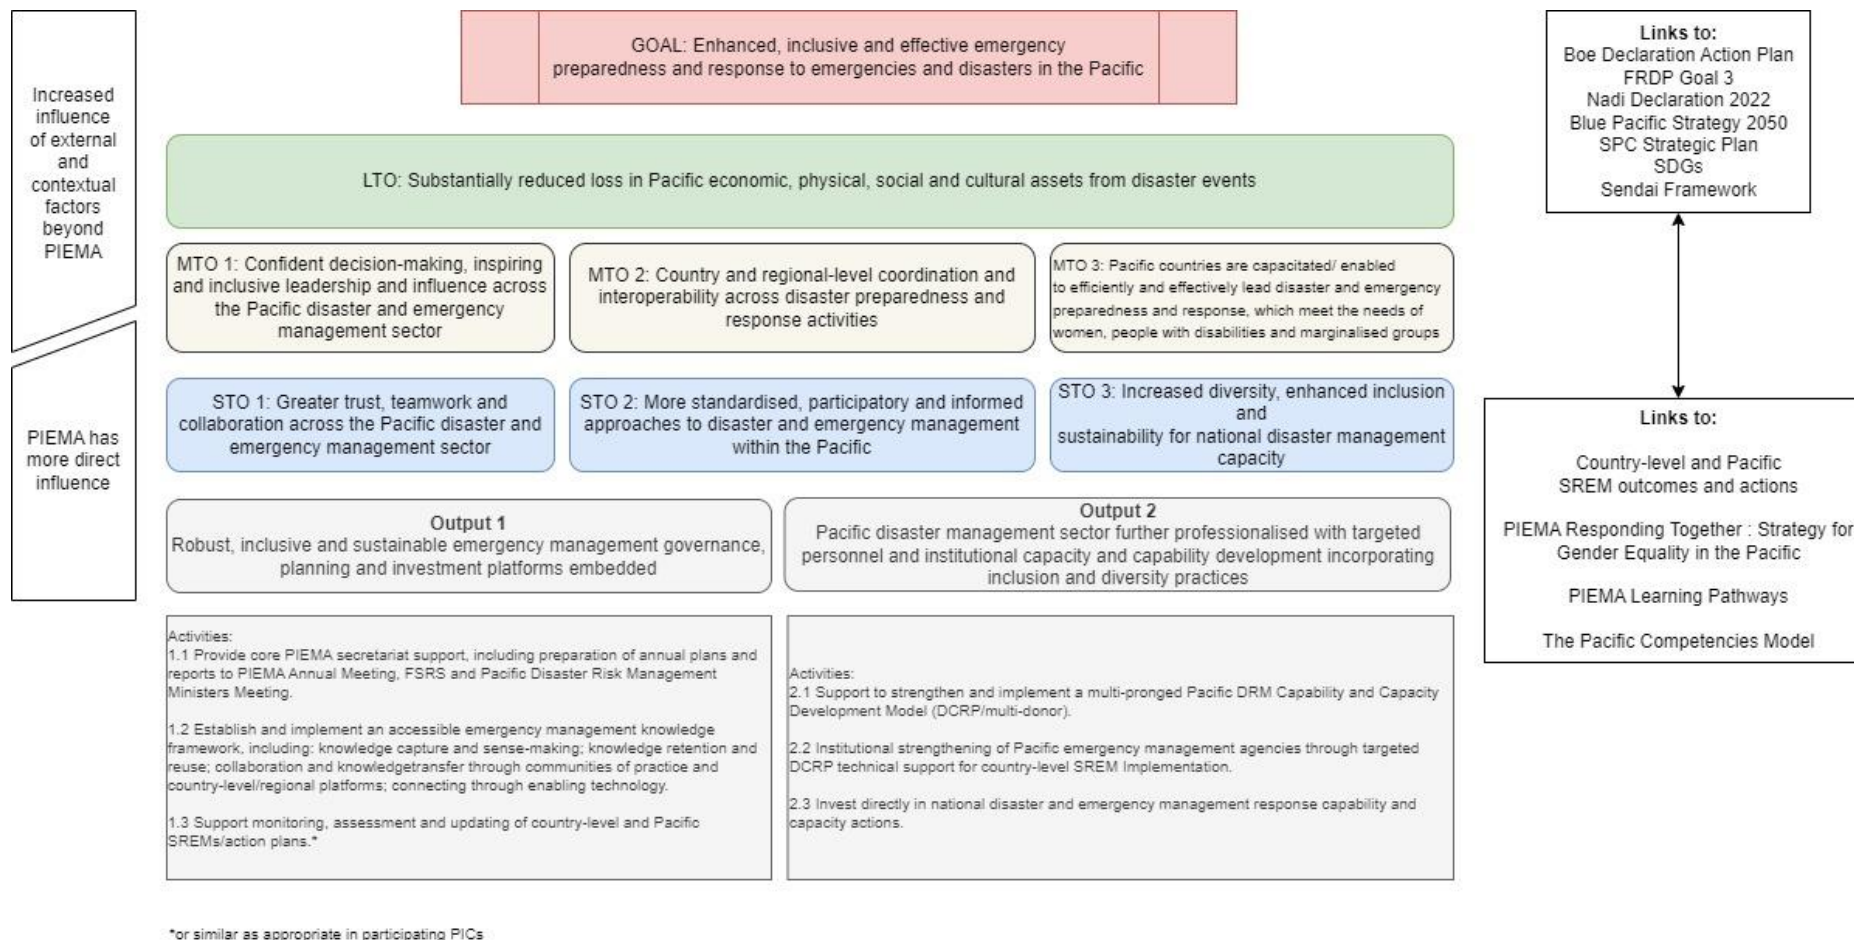 Increased
influence
of external
and
contextual
factors
beyond
PIEMA
PIEMA has
more direct
influence
GOAL: Enhanced, inclusive and effective emergency
preparedness and response to emergencies and disasters in the Pacific
LTO: Substantially reduced loss in Pacific economic, physical, social and cultural assets from disaster events
MTO 1: Confident decision-making, inspiring
and inclusive leadership and influence across
the Pacific disaster and emergency
management sector
MTO 2: Country and regional-level coordination and
interoperability across disaster preparedness and
response activities
MTO 3: Pacific countries are capacitated/ enabled
to efficiently and effectively lead disaster and emergency
preparedness and response, which meet the needs of
women, people with disabilities and marginalised groups
STO 1: Greater trust, teamwork and
collaboration across the Pacific disaster and
emergency management sector
STO 2: More standardised, participatory and informed
approaches to disaster and emergency management
within the Pacific
STO 3: Increased diversity, enhanced inclusion
and
sustainability for national disaster management
capacity
Output 1
Robust, inclusive and sustainable emergency management governance,
planning and investment platforms embedded
Output 2
Pacific disaster management sector further professionalised with targeted
personnel and institutional capacity and capability development incorporating
inclusion and diversity practices
Activities:
1.1 Provide core PIEMA secretariat support, including preparation of annual plans and
reports to PIEMA Annual Meeting, FSRS and Pacific Disaster Risk Management
Ministers Meeting.
1.2 Establish and implement an accessible emergency management knowledge
framework, including: knowledge capture and sense-making; knowledge retention and
reuse; collaboration and knowledgetransfer through communities of practice and
country-level/regional platforms; connecting through enabling technology.
1.3 Support monitoring, assessment and updating of country-level and Pacific
SREMs/action plans.*
Activities:
2.1 Support to strengthen and implement a multi-pronged Pacific DRM Capability and Capacity
Development Model (DCRP/multi-donor).
2.2 Institutional strengthening of Pacific emergency management agencies through targeted
DCRP technical support for country-level SREM Implementation.
2.3 Invest directly in national disaster and emergency management response capability and
capacity actions.
*or similar as appropriate in participating PICs
Links to:
Boe Declaration Action Plan
FRDP Goal 3
Nadi Declaration 2022
Blue Pacific Strategy 2050
SPC Strategic Plan
SDGs
Sendai Framework
Links to:
Country-level and Pacific
SREM outcomes and actions
PIEMA Responding Together : Strategy for
Gender Equality in the Pacific
PIEMA Learning Pathways
The Pacific Competencies Model